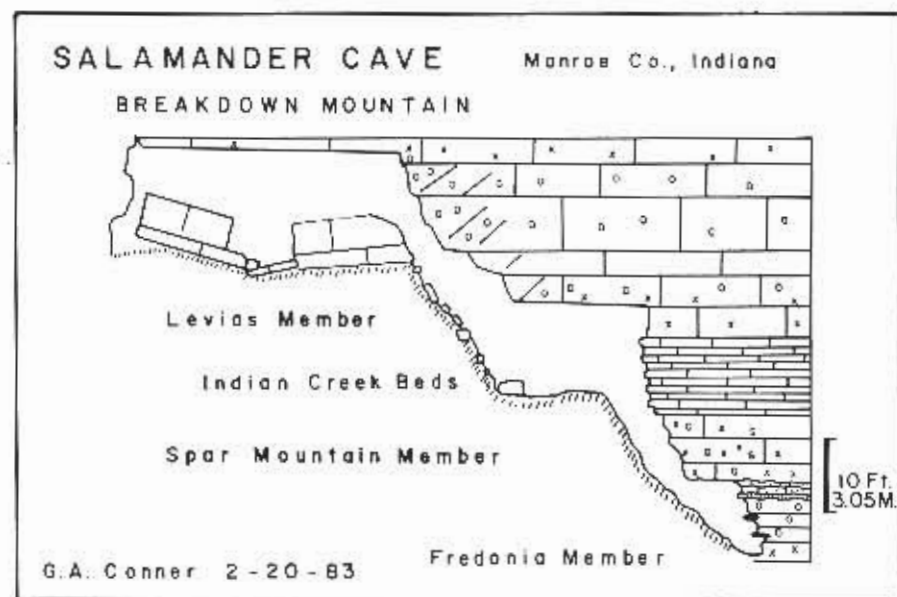 SALAMANDER CAVE
Monroe Co., Indiana
BREAKDOWN MOUNTAIN
Levias Member
Indian Creek Beds
Spar Mountain Member
10 Ft.
3.05M.
Fredonia Member
G.A. Conner 2-20-83